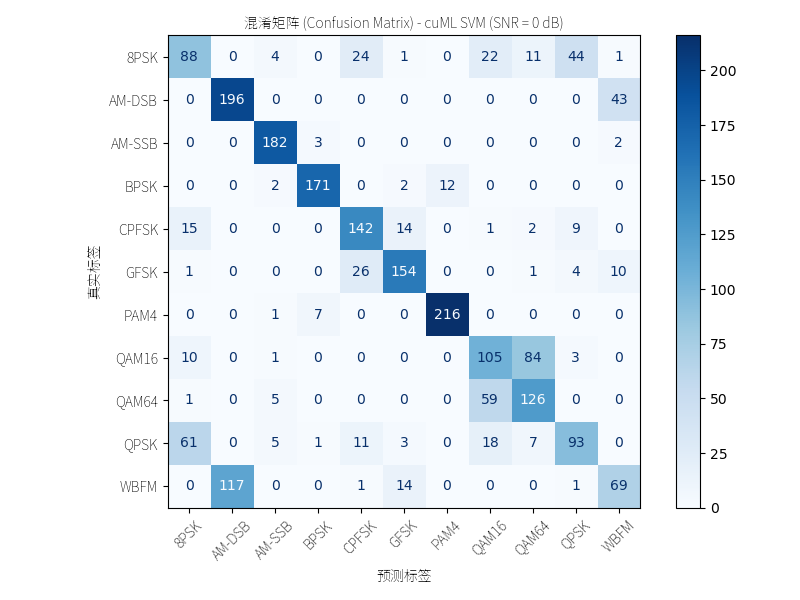 混淆矩阵 (Confusion Matrix) - cuML SVM (SNR = 0 dB)
真实标签
8PSK 88 0 4 0 24 1 0 22 11 44 1
AM-DSB 0 196 0 0 0 0 0 0 0 0 43
AM-SSB 0 0 182 3 0 0 0 0 0 0 2
BPSK 0 0 2 171 0 2 12 0 0 0 0
CPFSK 15 0 0 0 142 14 0 1 2 9 0
GFSK 1 0 0 0 26 154 0 0 1 4 10
PAM4 0 0 1 7 0 0 216 0 0 0 0
QAM16 10 0 1 0 0 0 0 105 84 3 0
QAM64 1 0 5 0 0 0 0 59 126 0 0
QPSK 61 0 5 1 11 3 0 18 7 93 0
WBFM 0 117 0 0 1 14 0 0 0 1 69
8PSK AM-DSB AM-SSB BPSK CPFSK GFSK PAM4 QAM16 QAM64 QPSK WBFM
预测标签
200
175
150
125
100
75
50
25
0